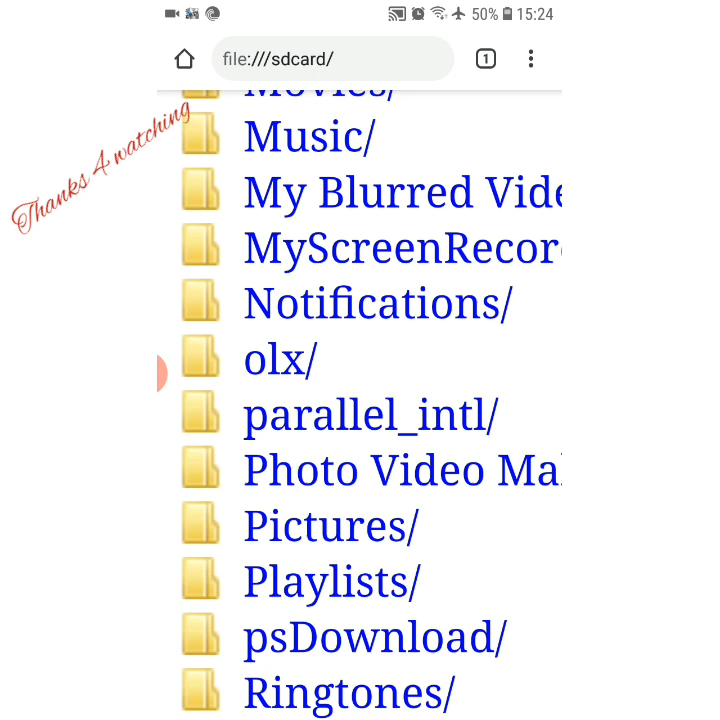 50% 15:24
file:///sdcard/
1
Movies/
Thanks 4 watching
Music/
My Blurred Vide
MyScreenRecor
Notifications/
olx/
parallel_intl/
Photo Video Ma
Pictures/
Playlists/
psDownload/
Ringtones/